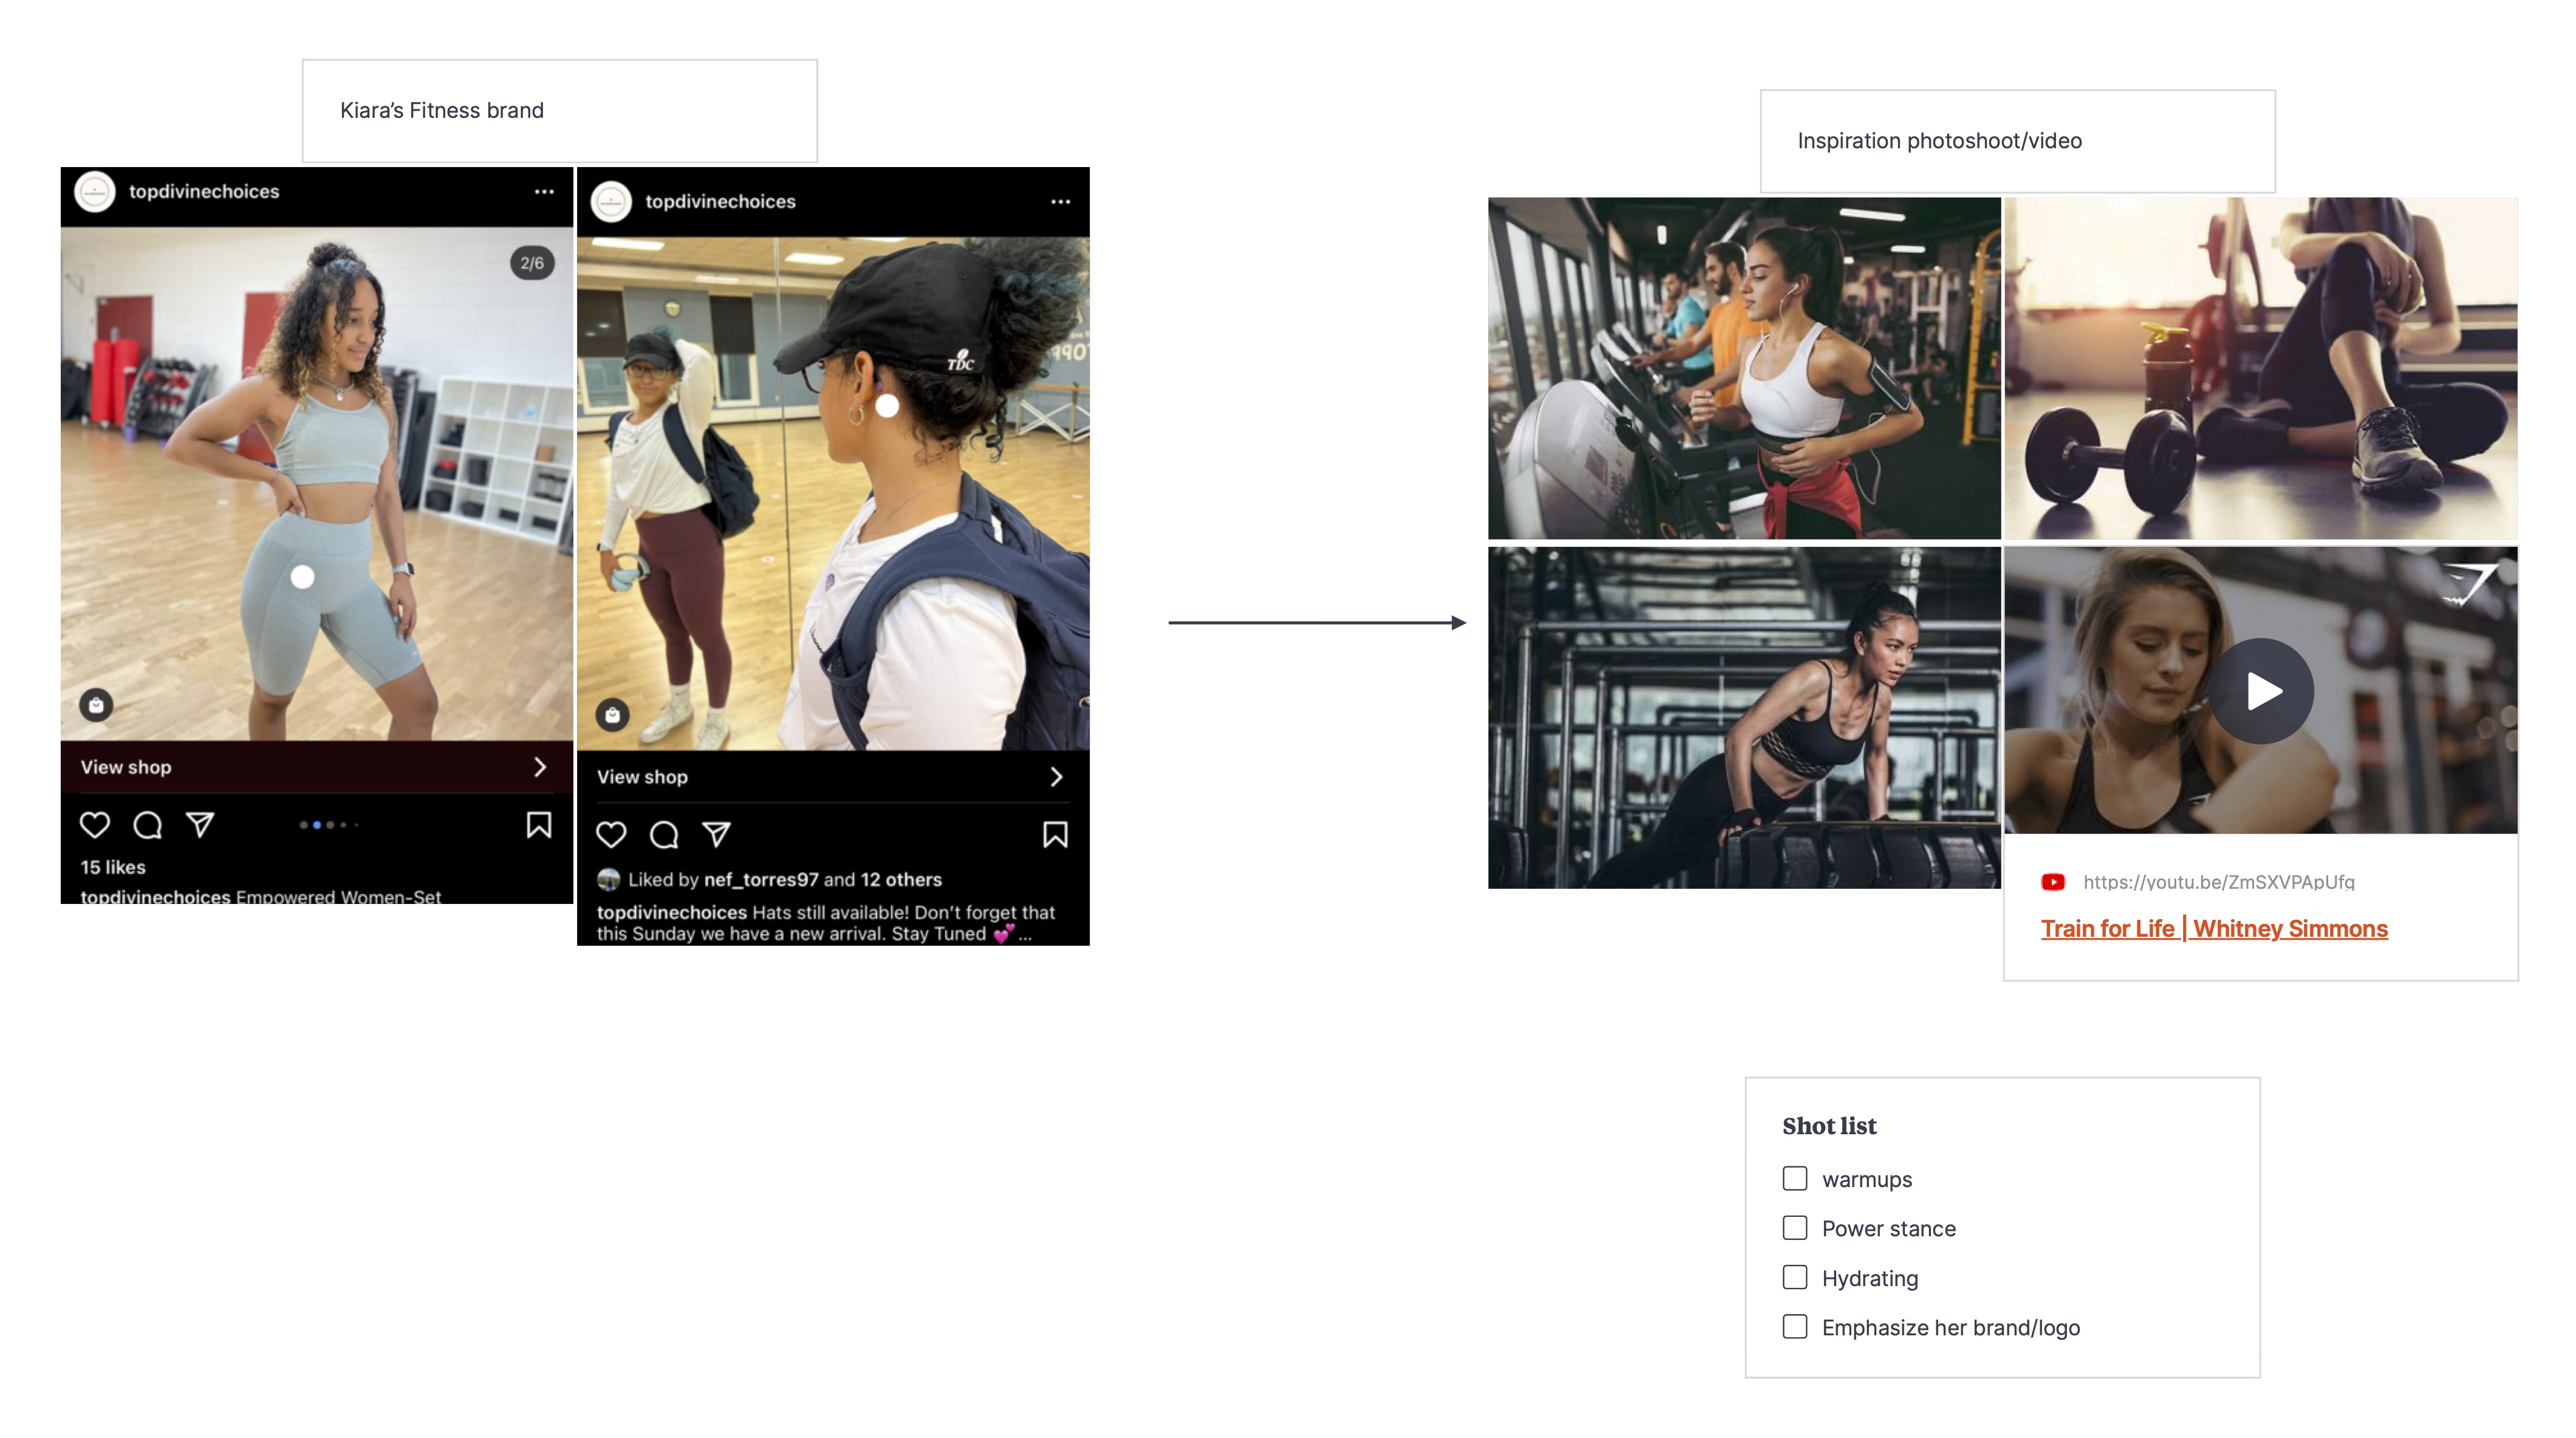 Kiara's Fitness brand
topdivinechoices
2/6
View shop
15 likes
topdivinechoices Empowered Women-Set
topdivinechoices
TDC
View shop
Liked by nef_torres97 and 12 others
topdivinechoices Hats still available! Don't forget that
this Sunday we have a new arrival. Stay Tuned 💕 ...
Inspiration photoshoot/video
https://youtu.be/ZmSXVPApUfg
Train for Life | Whitney Simmons
Shot list
warmups
Power stance
Hydrating
Emphasize her brand/logo